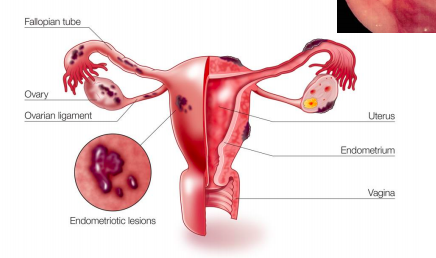 Fallopian tube
Ovary
Ovarian ligament
Uterus
Endometrium
Vagina
Endometriotic lesions